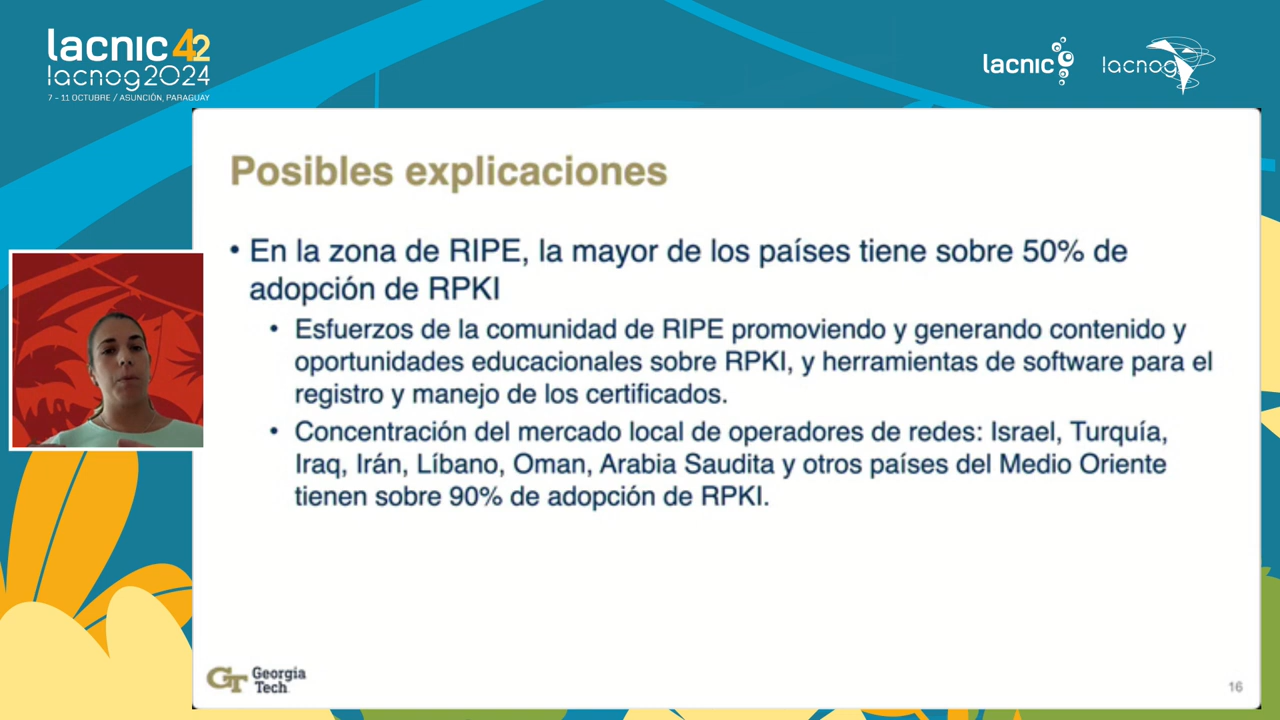 lacnic 42
lacnog 2024
7 - 11 OCTUBRE / ASUNCIÓN, PARAGUAY
lacnic
lacnog
Posibles explicaciones
• En la zona de RIPE, la mayor de los países tiene sobre 50% de
adopción de RPKI
• Esfuerzos de la comunidad de RIPE promoviendo y generando contenido y
oportunidades educacionales sobre RPKI, y herramientas de software para el
registro y manejo de los certificados.
• Concentración del mercado local de operadores de redes: Israel, Turquía,
Iraq, Irán, Líbano, Oman, Arabia Saudita y otros países del Medio Oriente
tienen sobre 90% de adopción de RPKI.
GT Georgia
Tech
16